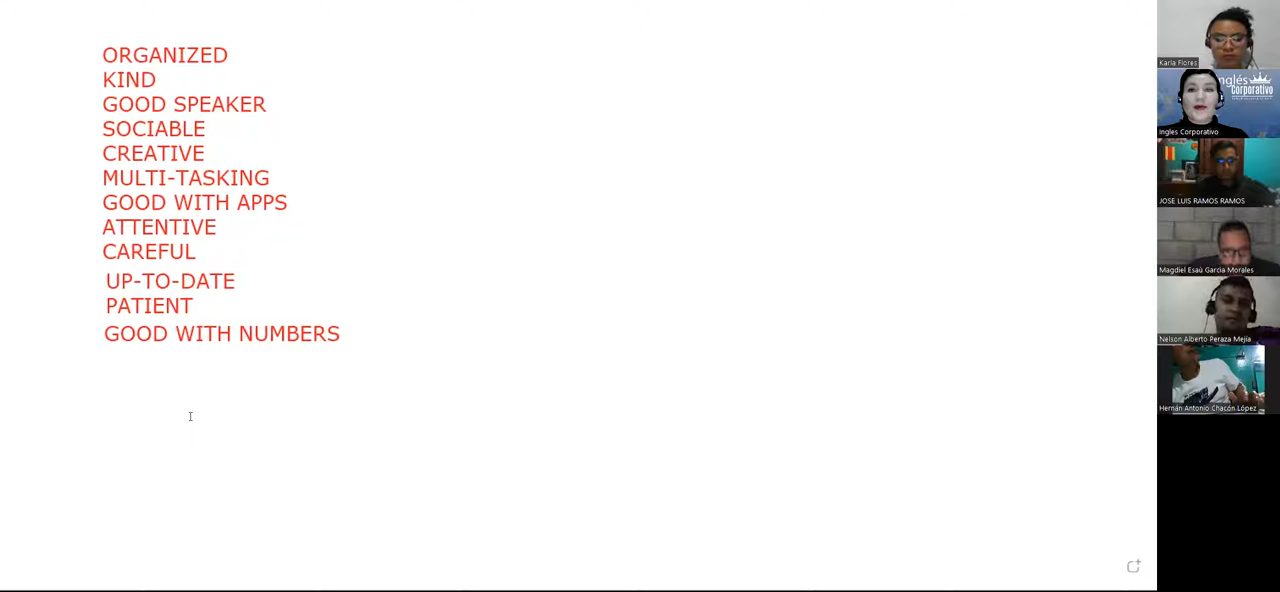 ORGANIZED
KIND
GOOD SPEAKER
SOCIABLE
CREATIVE
MULTI-TASKING
GOOD WITH APPS
ATTENTIVE
CAREFUL
UP-TO-DATE
PATIENT
GOOD WITH NUMBERS
Karla Flores
Inglés
Corporativo
Ingles Corporativo
JOSE LUIS RAMOS RAMOS
Magdiel Esaú Garcia Morales
Nelson Alberto Peraza Mejía
Hernán Antonio Chacón López